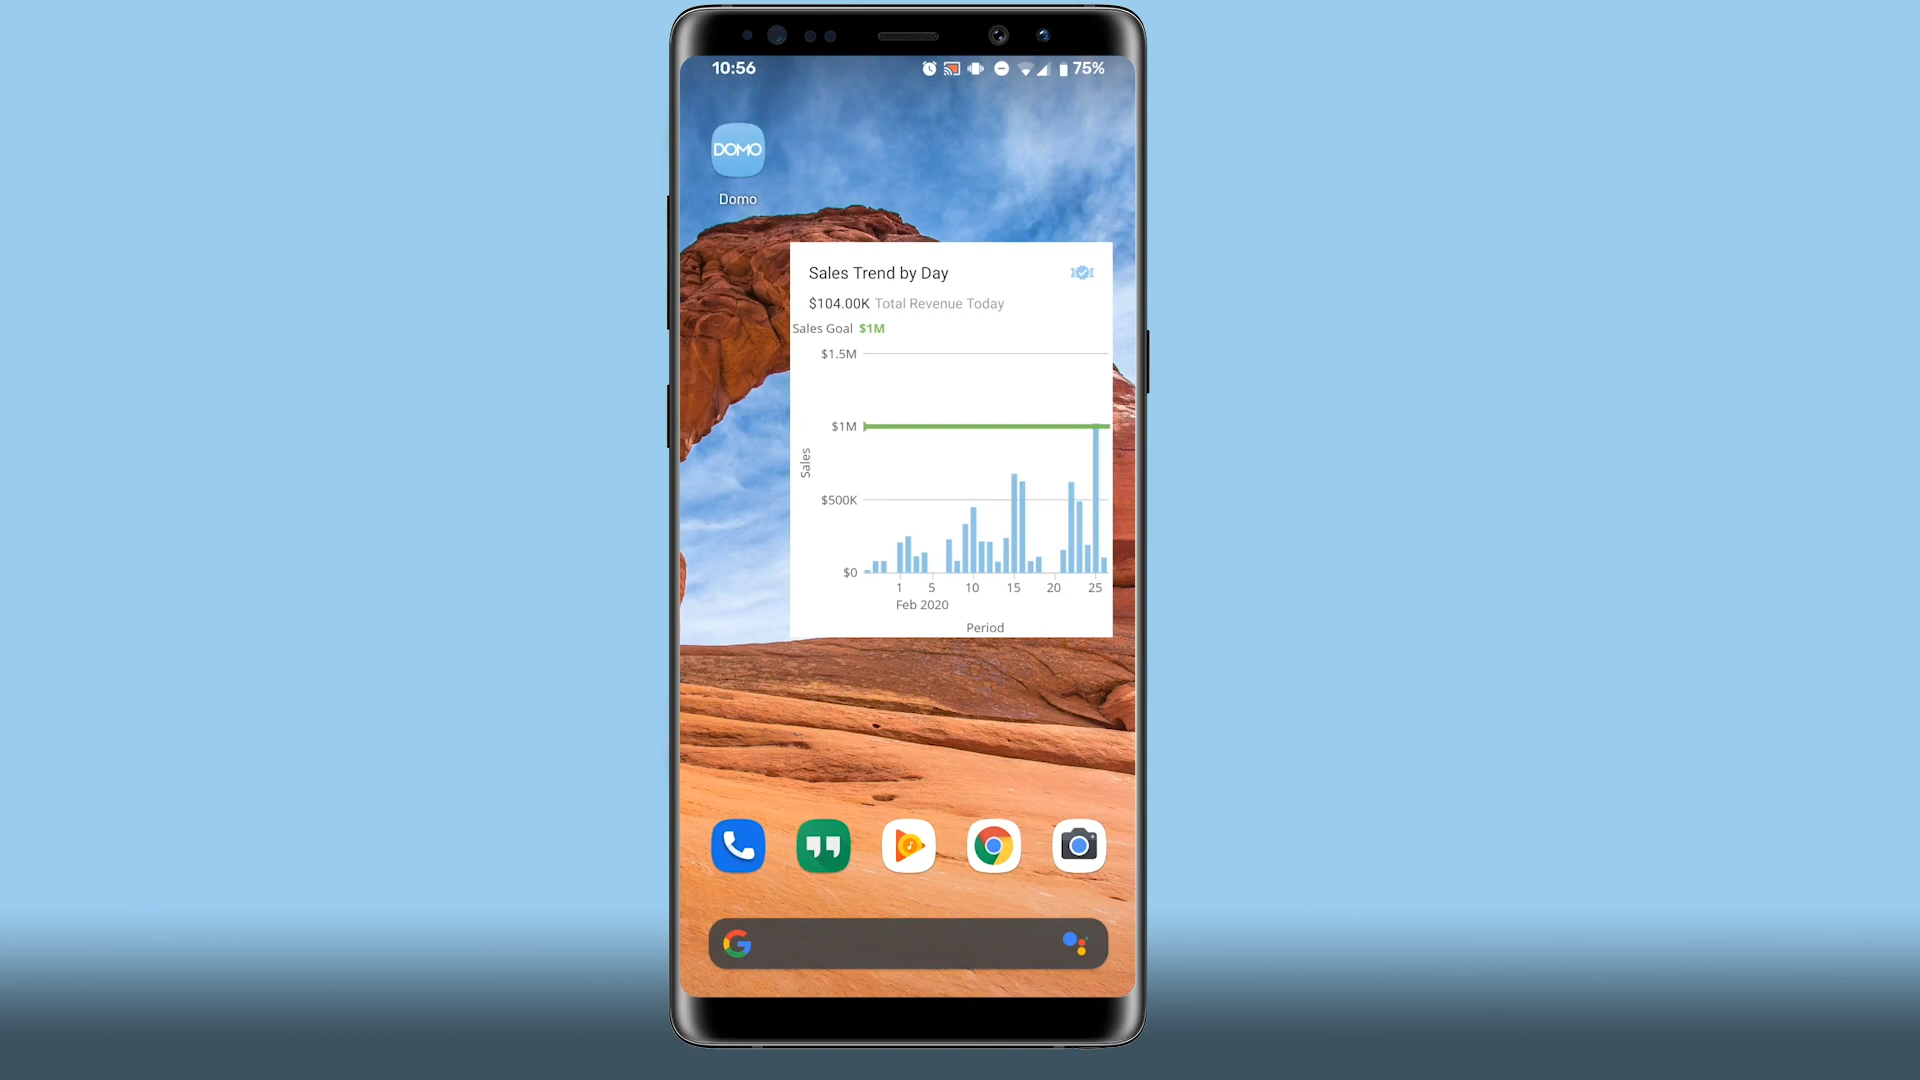 10:56
75%
DOMO
Domo
Sales Trend by Day
$104.00K Total Revenue Today
Sales Goal $1M
$1.5M
$1M
$500K
$0
Sales
1 5 10 15 20 25
Feb 2020
Period